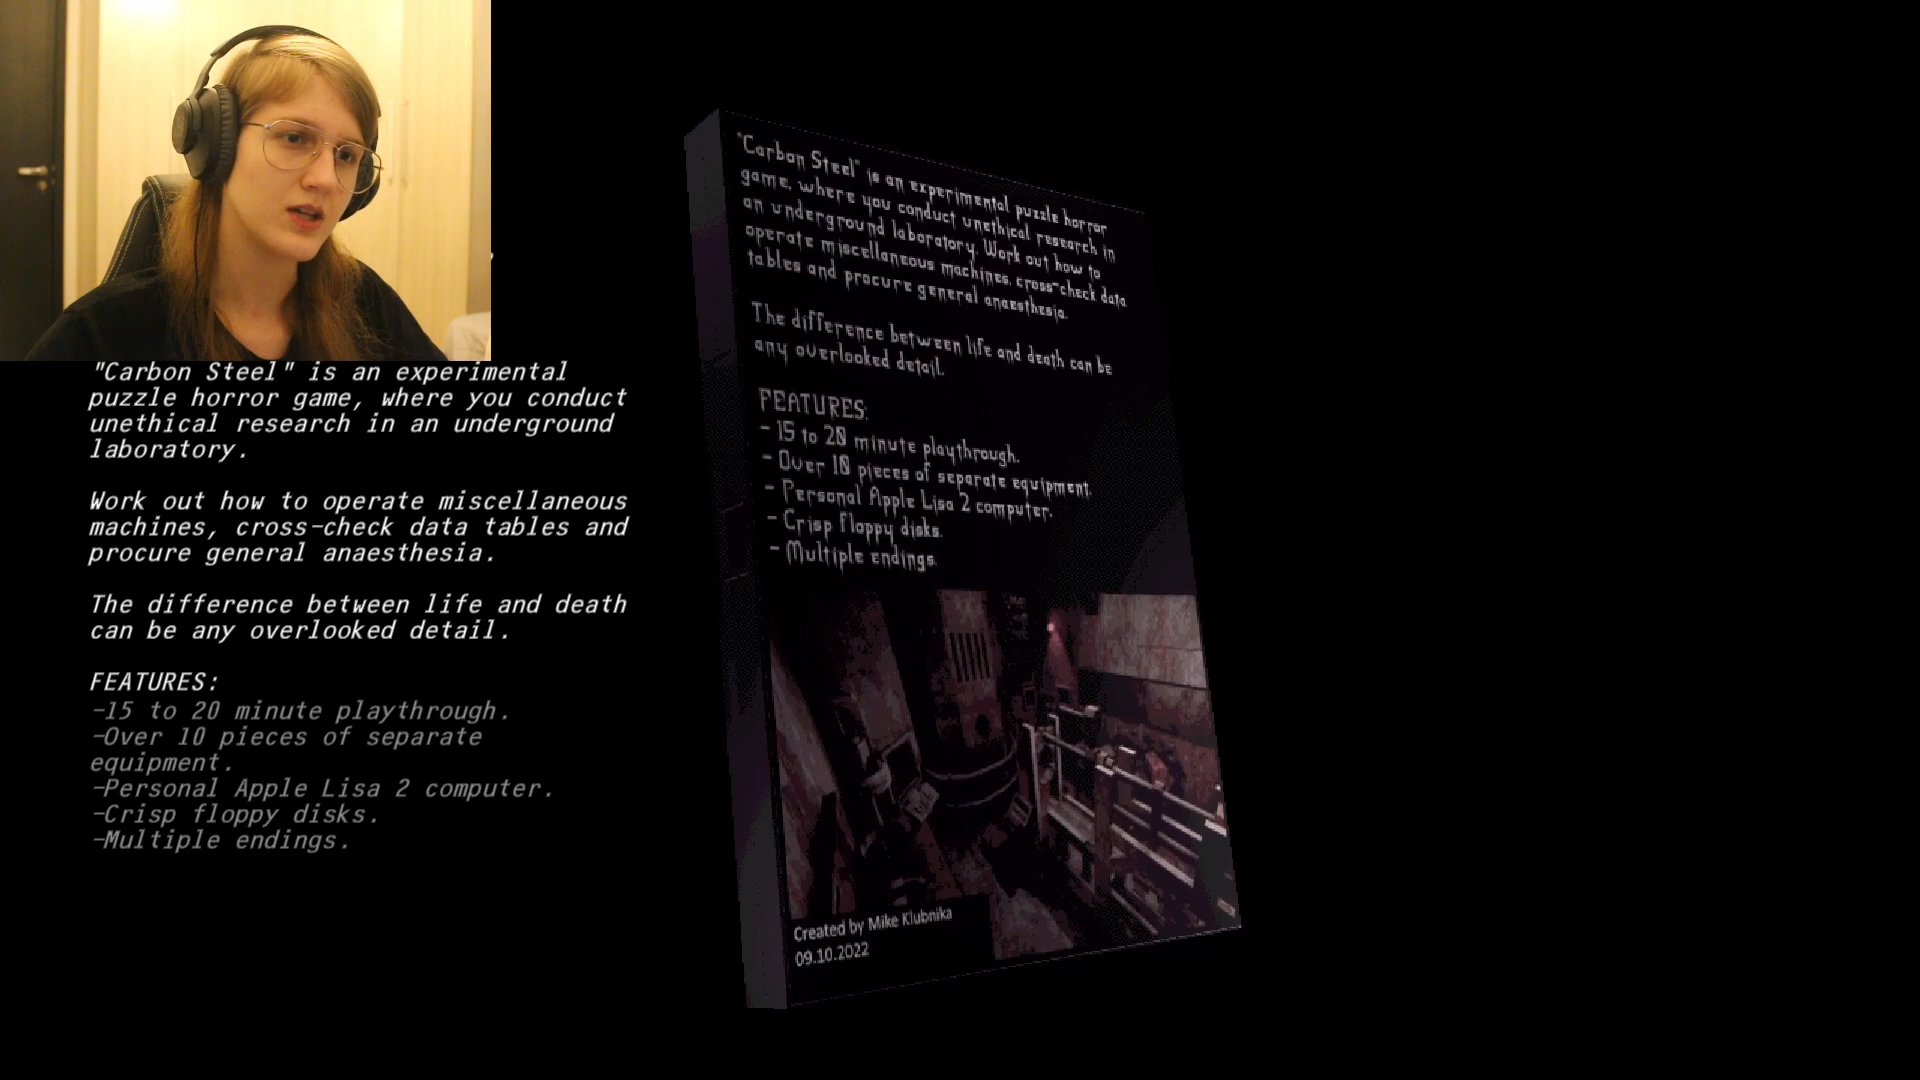 "Carbon Steel" is an experimental
puzzle horror game, where you conduct
unethical research in an underground
laboratory.
Work out how to operate miscellaneous
machines, cross-check data tables and
procure general anaesthesia.
The difference between life and death
can be any overlooked detail.
FEATURES:
-15 to 20 minute playthrough.
-Over 10 pieces of separate
equipment.
-Personal Apple Lisa 2 computer.
-Crisp floppy disks.
-Multiple endings.
"Carbon Steel" is an experimental puzzle horror
game, where you conduct unethical research in
an underground laboratory. Work out how to
operate miscellaneous machines, cross-check data
tables and procure general anaesthesia.
The difference between life and death can be
any overlooked detail.
FEATURES:
- 15 to 20 minute playthrough.
- Over 10 pieces of separate equipment.
- Personal Apple Lisa 2 computer.
- Crisp floppy disks.
- Multiple endings.
Created by Mike Klubnika
09.10.2022